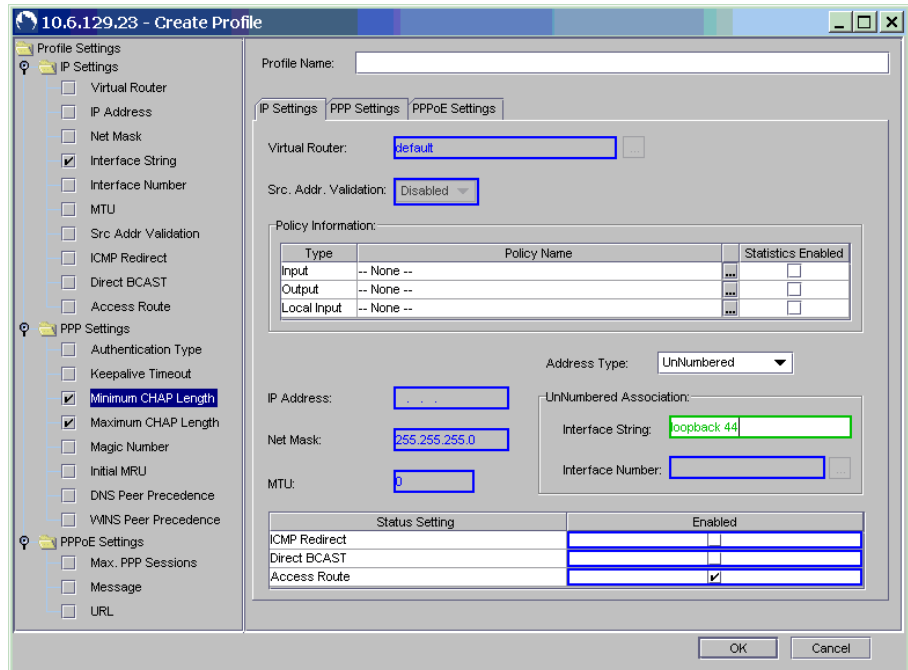 10.6.129.23 - Create Profile
Profile Settings
IP Settings
Virtual Router
IP Address
Net Mask
Interface String
Interface Number
MTU
Src Addr Validation
ICMP Redirect
Direct BCAST
Access Route
PPP Settings
Authentication Type
Keepalive Timeout
Minimum CHAP Length
Maximum CHAP Length
Magic Number
Initial MRU
DNS Peer Precedence
WINS Peer Precedence
PPPoE Settings
Max. PPP Sessions
Message
URL
Profile Name:
IP Settings PPP Settings PPPoE Settings
Virtual Router: default ...
Src. Addr. Validation: Disabled
Policy Information:
Type Policy Name Statistics Enabled
Input -- None -- ...
Output -- None -- ...
Local Input -- None -- ...
Address Type: UnNumbered
IP Address: . . .
Net Mask: 255.255.255.0
MTU: 0
UnNumbered Association:
Interface String: loopback 44
Interface Number: ...
Status Setting Enabled
ICMP Redirect
Direct BCAST
Access Route
OK Cancel